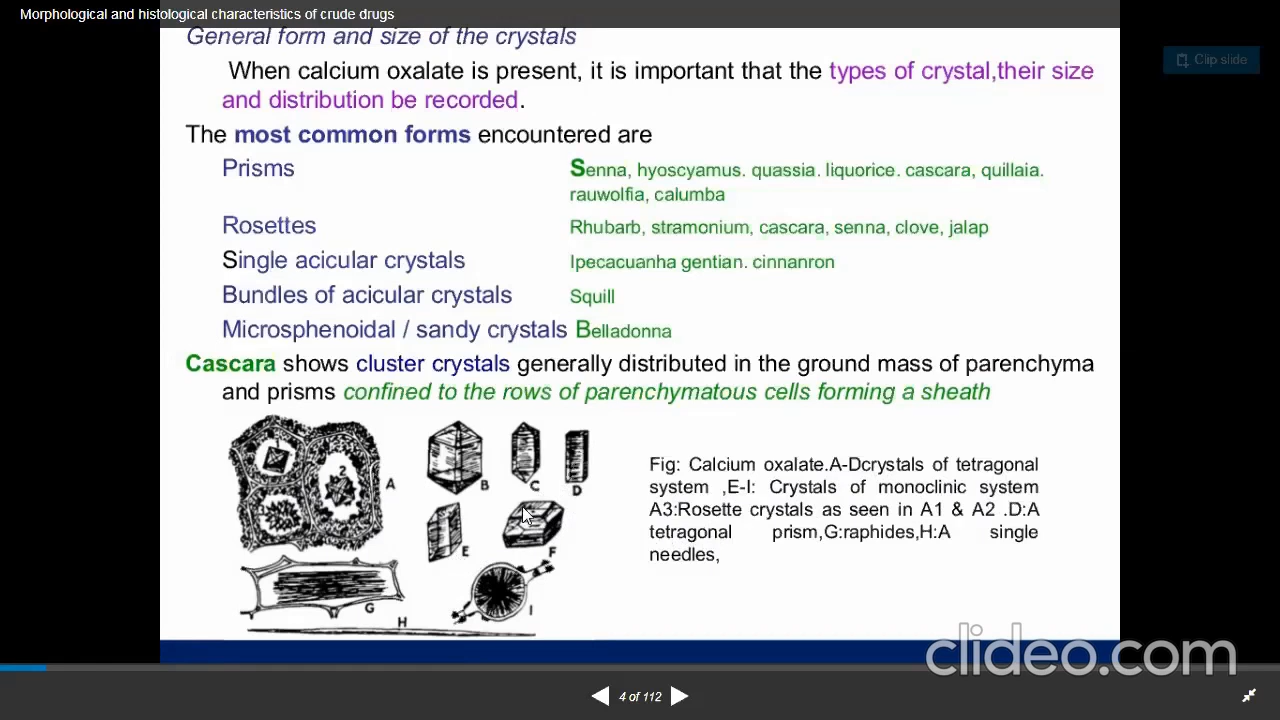 Morphological and histological characteristics of crude drugs
General form and size of the crystals
Clip slide
When calcium oxalate is present, it is important that the types of crystal,their size
and distribution be recorded.
The most common forms encountered are
Prisms Senna, hyoscyamus. quassia. liquorice. cascara, quillaia.
rauwolfia, calumba
Rosettes Rhubarb, stramonium, cascara, senna, clove, jalap
Single acicular crystals Ipecacuanha gentian. cinnanron
Bundles of acicular crystals Squill
Microsphenoidal / sandy crystals Belladonna
Cascara shows cluster crystals generally distributed in the ground mass of parenchyma
and prisms confined to the rows of parenchymatous cells forming a sheath
2
3
A
B
C
D
E
F
G
H
I
Fig: Calcium oxalate.A-Dcrystals of tetragonal
system ,E-I: Crystals of monoclinic system
A3:Rosette crystals as seen in A1 & A2 .D:A
tetragonal prism,G:raphides,H:A single
needles,
clideo.com
4 of 112